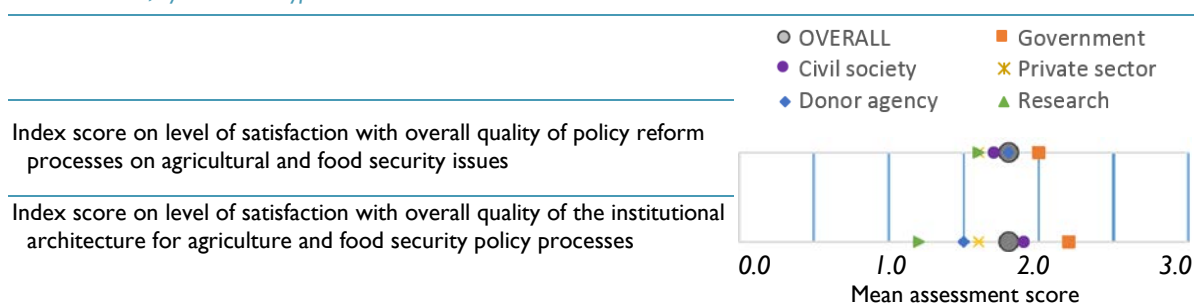 OVERALL Government
Civil society Private sector
Donor agency Research
Index score on level of satisfaction with overall quality of policy reform
processes on agricultural and food security issues
Index score on level of satisfaction with overall quality of the institutional
architecture for agriculture and food security policy processes
0.0 1.0 2.0 3.0
Mean assessment score